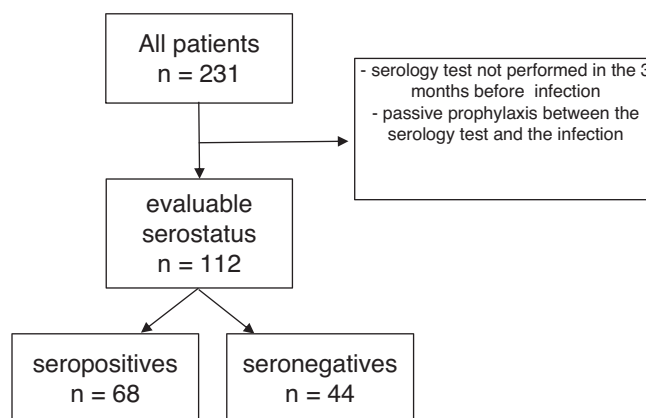 All patients
n = 231
- serology test not performed in the 3
months before infection
- passive prophylaxis between the
serology test and the infection
evaluable
serostatus
n = 112
seropositives
n = 68
seronegatives
n = 44